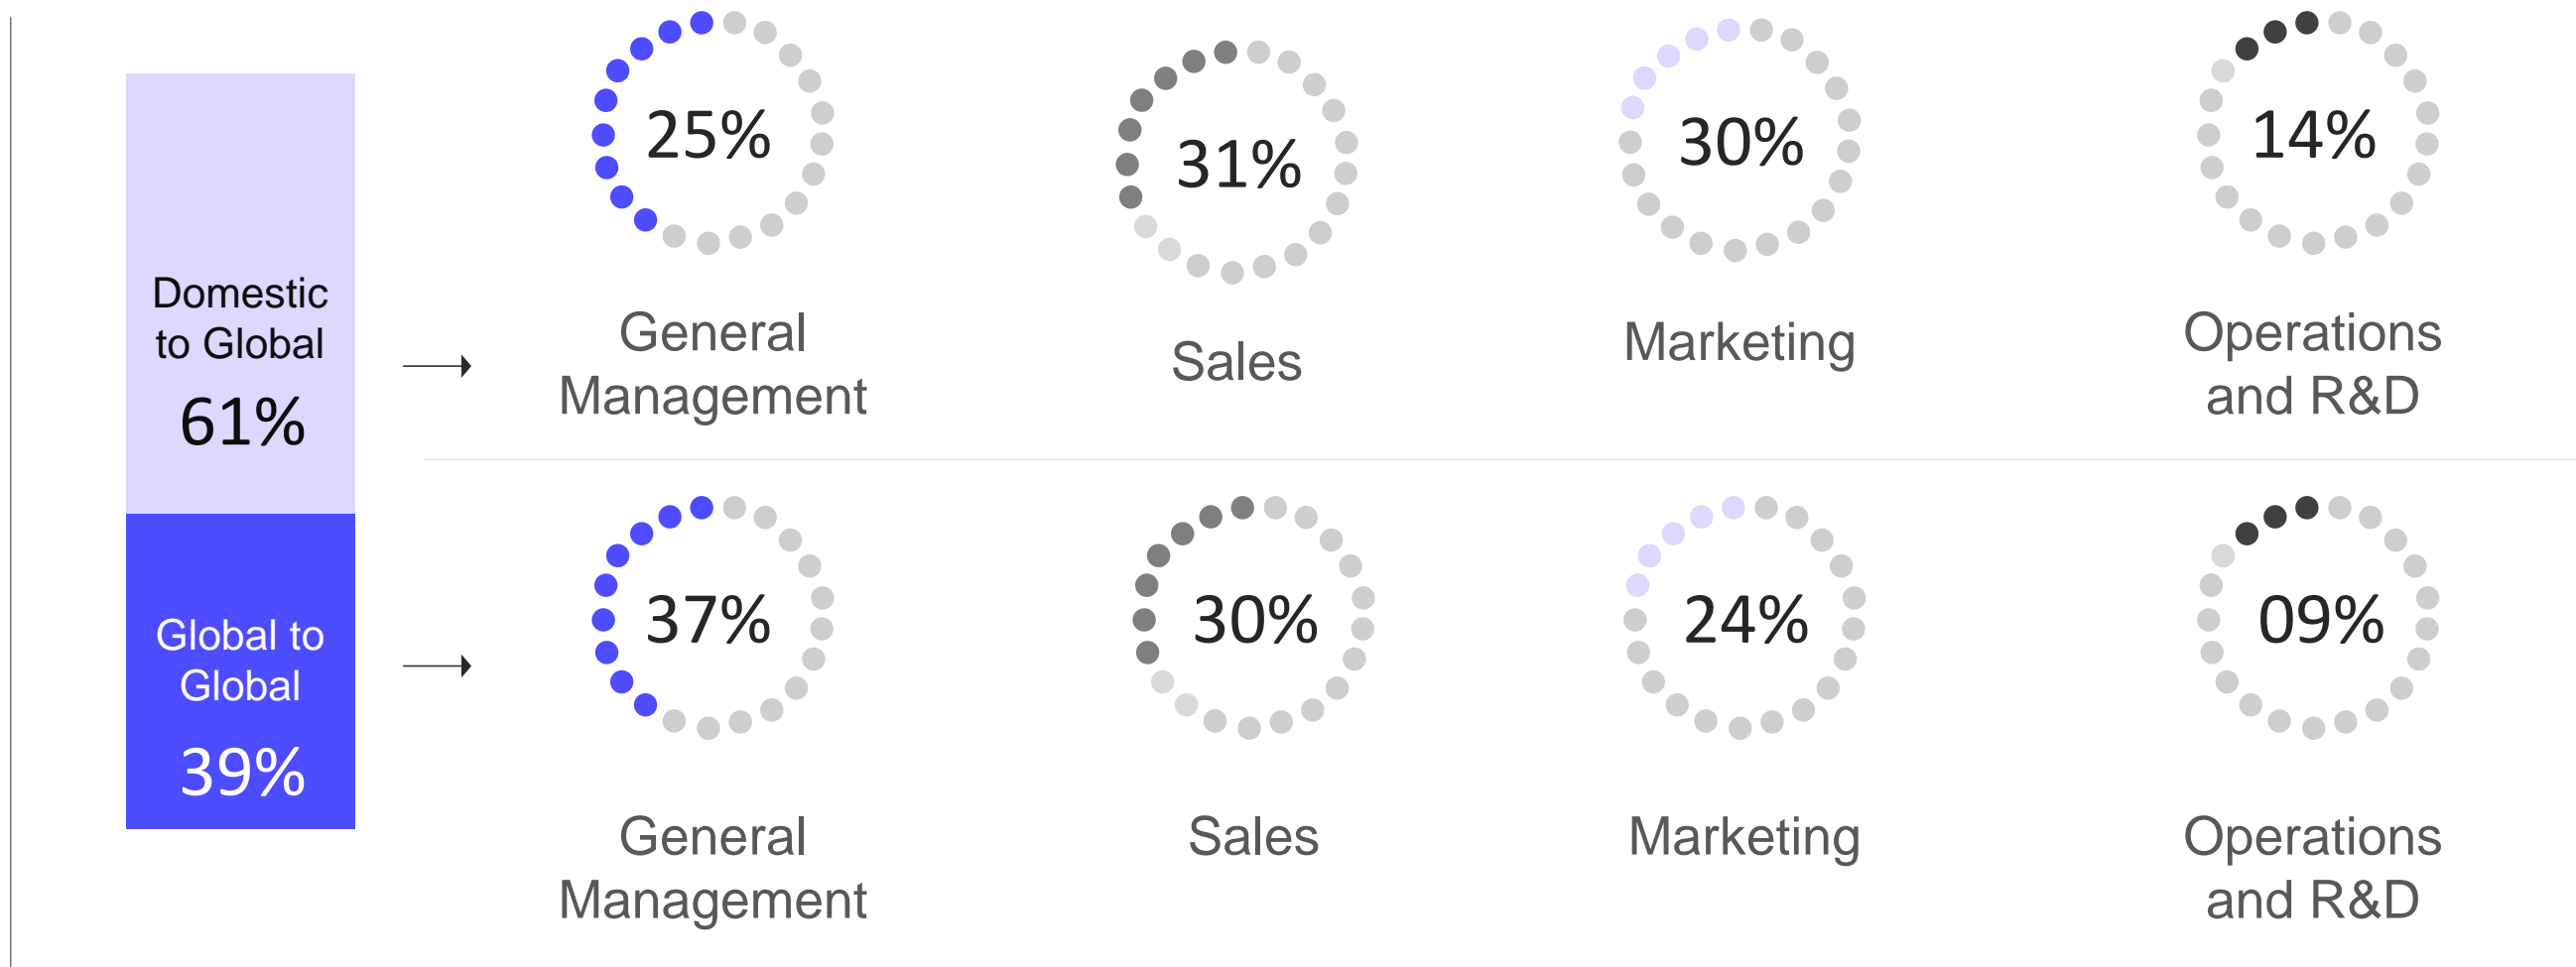 Domestic
to Global
61%
25%
General
Management
31%
Sales
30%
Marketing
14%
Operations
and R&D
Global to
Global
39%
37%
General
Management
30%
Sales
24%
Marketing
09%
Operations
and R&D